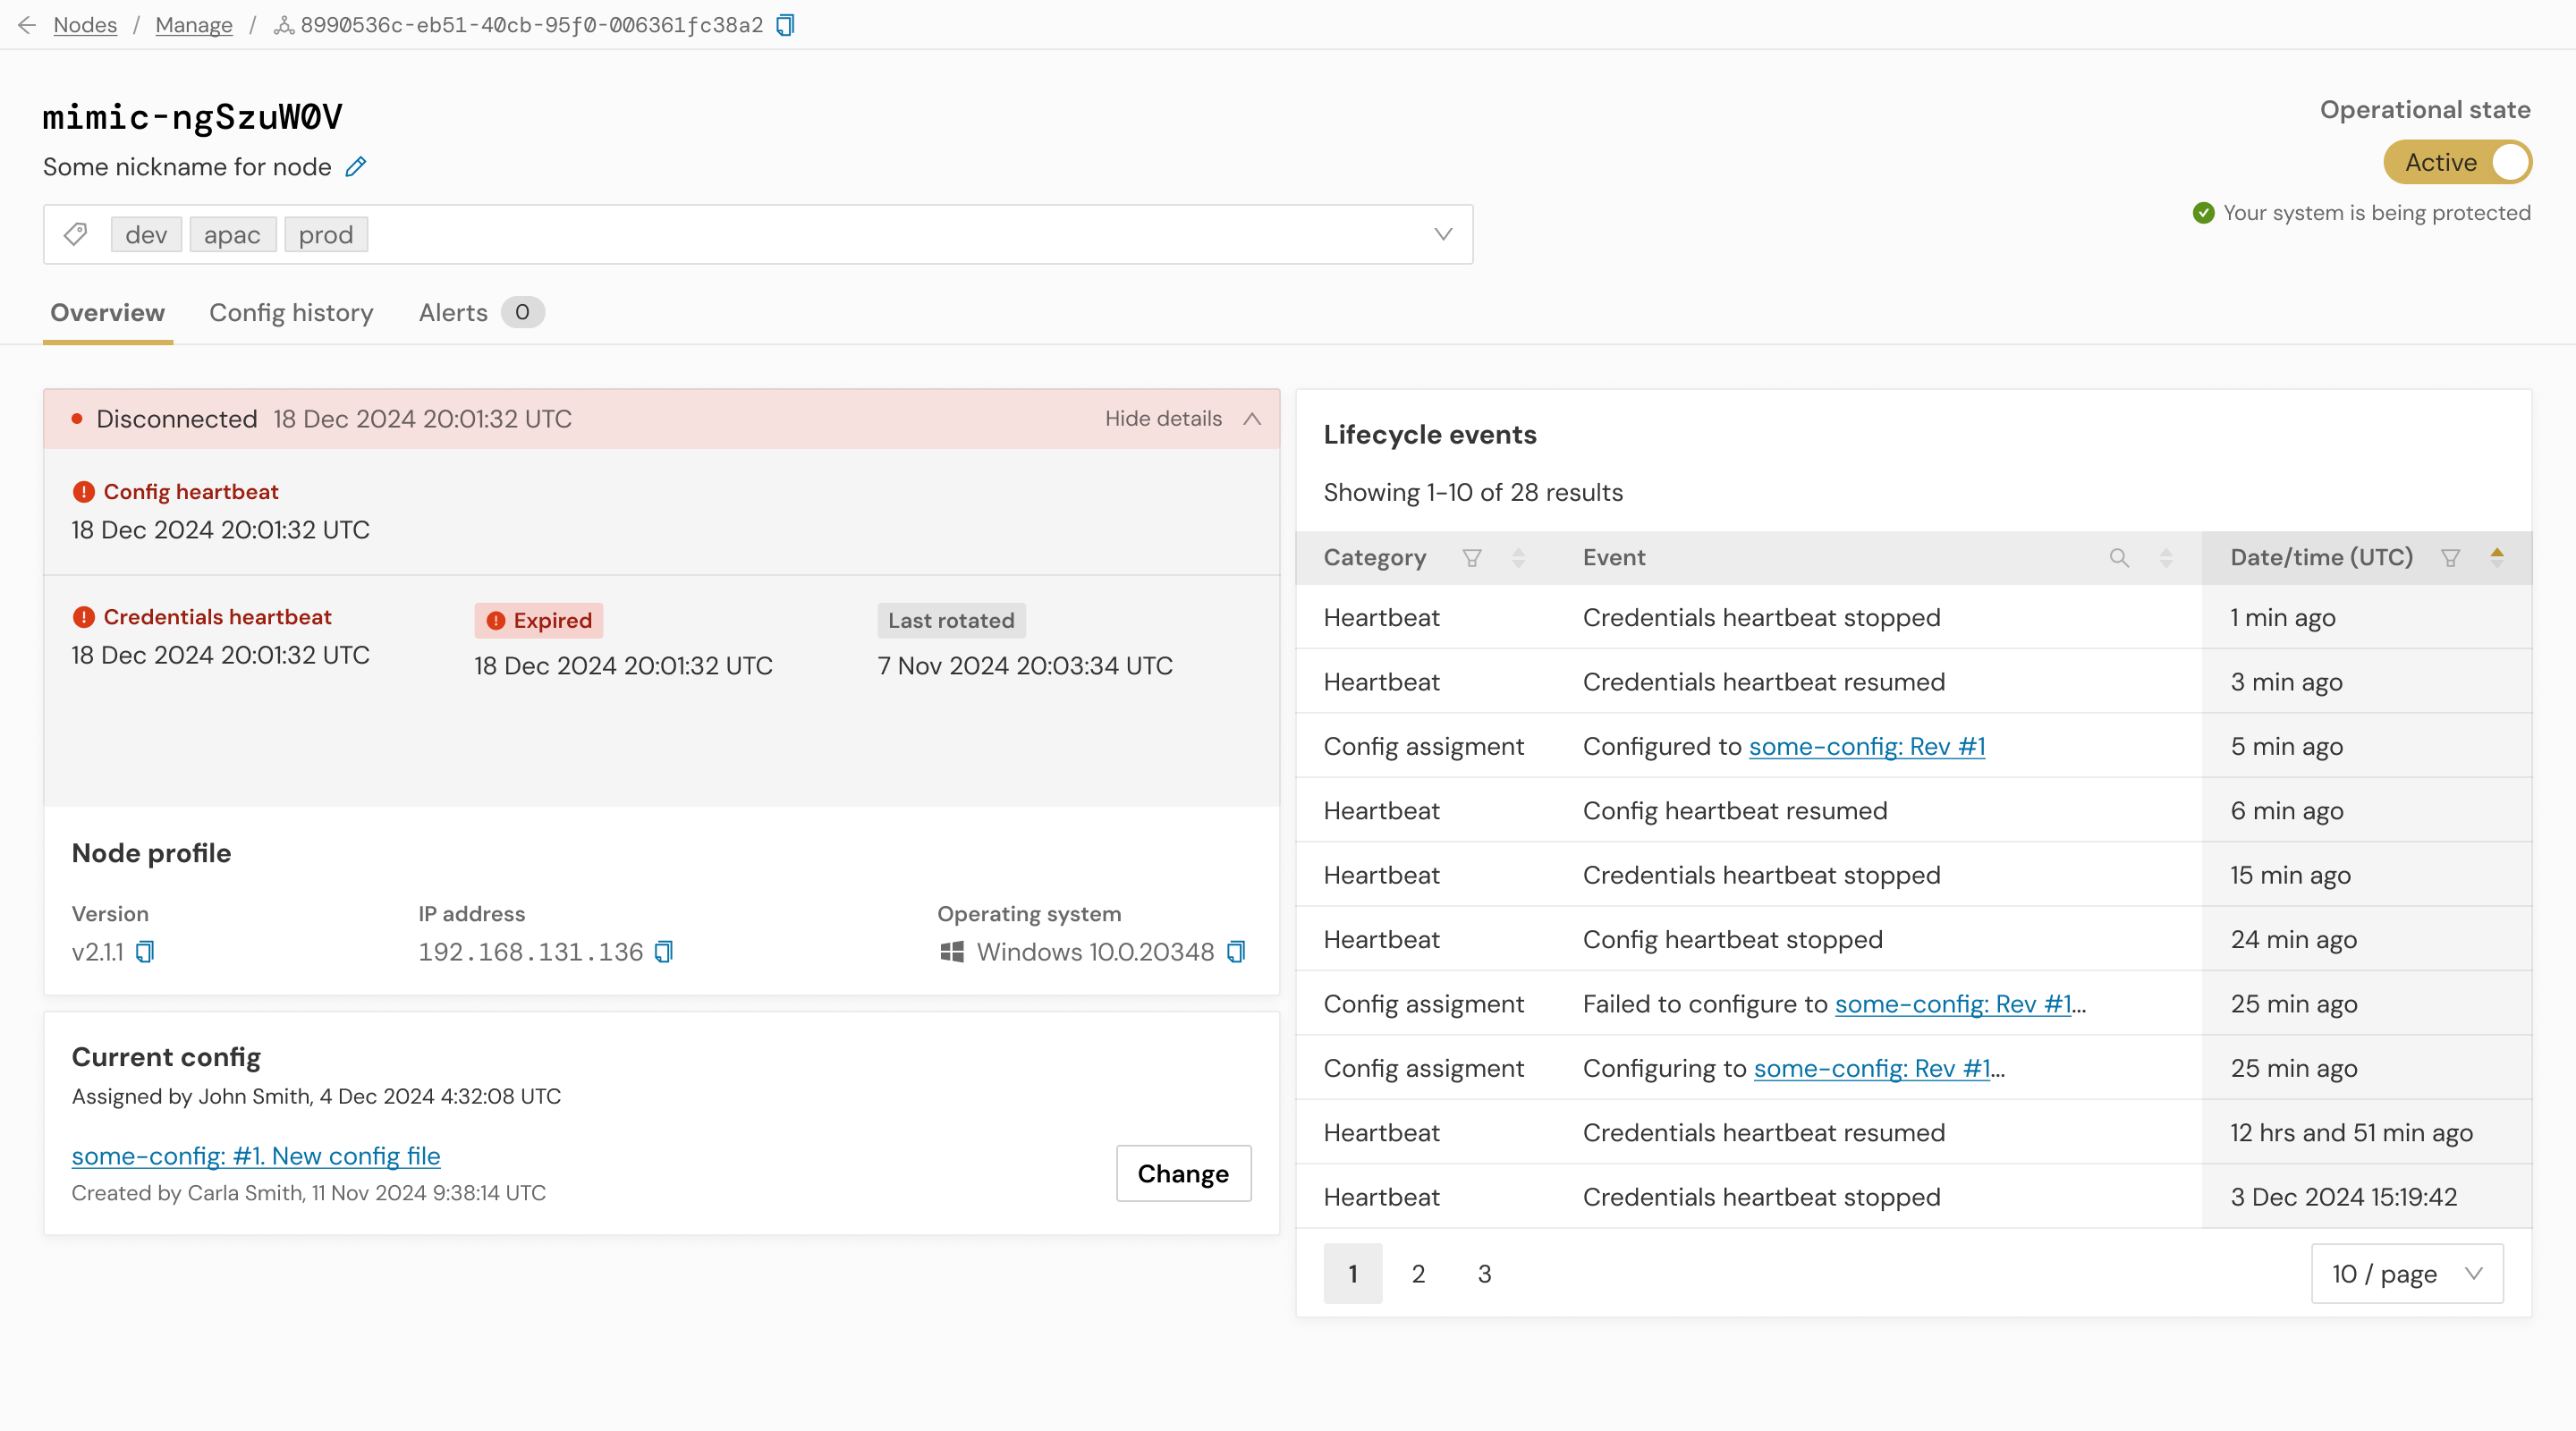 Nodes / Manage / 8990536c-eb51-40cb-95f0-006361fc38a2
mimic-ngSzuW0V
Some nickname for node
dev apac prod
Operational state
Active
Your system is being protected
Overview Config history Alerts 0
Disconnected 18 Dec 2024 20:01:32 UTC Hide details
Config heartbeat
18 Dec 2024 20:01:32 UTC
Credentials heartbeat Expired Last rotated
18 Dec 2024 20:01:32 UTC 18 Dec 2024 20:01:32 UTC 7 Nov 2024 20:03:34 UTC
Node profile
Version IP address Operating system
v2.1.1 192.168.131.136 Windows 10.0.20348
Current config
Assigned by John Smith, 4 Dec 2024 4:32:08 UTC
some-config: #1. New config file
Created by Carla Smith, 11 Nov 2024 9:38:14 UTC
Change
Lifecycle events
Showing 1-10 of 28 results
Category Event Date/time (UTC)
Heartbeat Credentials heartbeat stopped 1 min ago
Heartbeat Credentials heartbeat resumed 3 min ago
Config assigment Configured to some-config: Rev #1 5 min ago
Heartbeat Config heartbeat resumed 6 min ago
Heartbeat Credentials heartbeat stopped 15 min ago
Heartbeat Config heartbeat stopped 24 min ago
Config assigment Failed to configure to some-config: Rev #1... 25 min ago
Config assigment Configuring to some-config: Rev #1... 25 min ago
Heartbeat Credentials heartbeat resumed 12 hrs and 51 min ago
Heartbeat Credentials heartbeat stopped 3 Dec 2024 15:19:42
1 2 3 10 / page